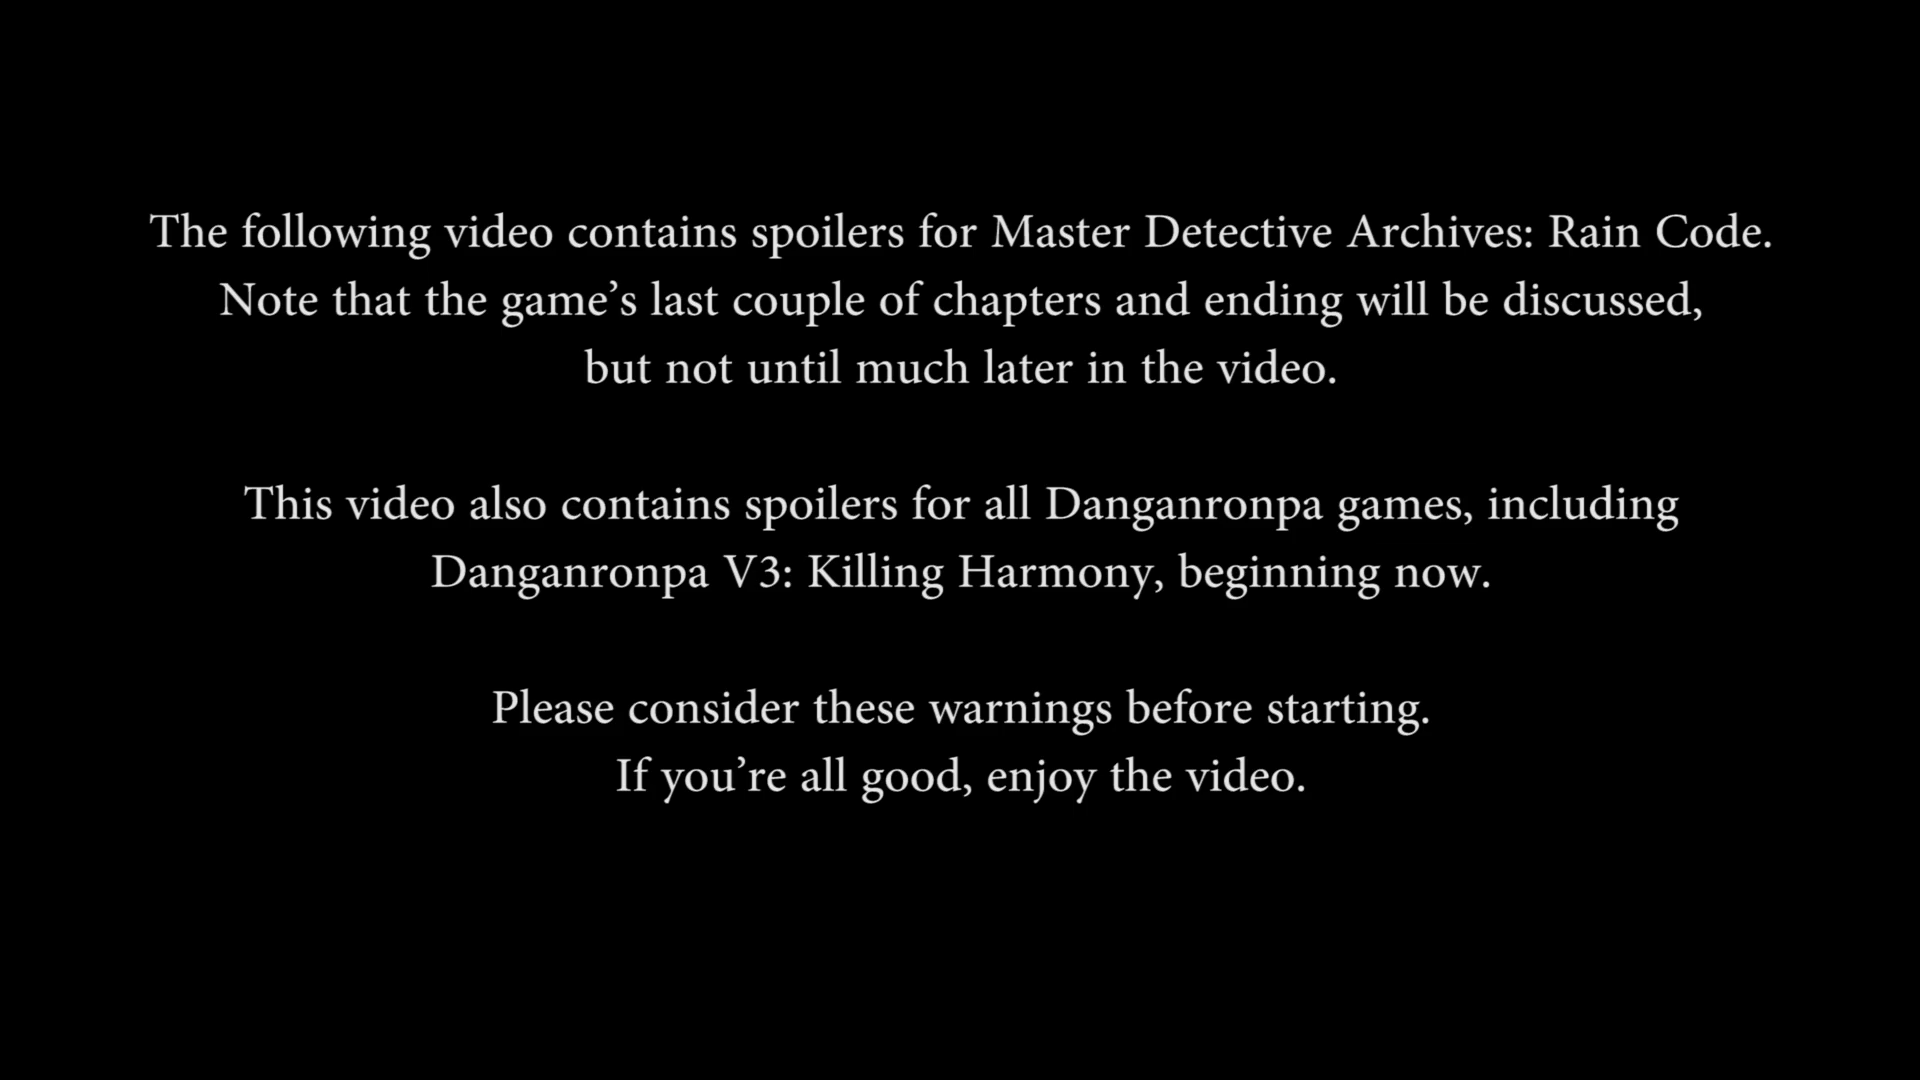 The following video contains spoilers for Master Detective Archives: Rain Code.
Note that the game’s last couple of chapters and ending will be discussed,
but not until much later in the video.
This video also contains spoilers for all Danganronpa games, including
Danganronpa V3: Killing Harmony, beginning now.
Please consider these warnings before starting.
If you’re all good, enjoy the video.